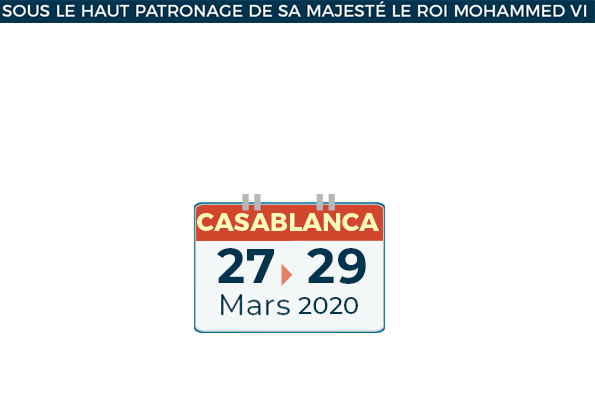 SOUS LE HAUT PATRONAGE DE SA MAJESTÉ LE ROI MOHAMMED VI
CASABLANCA
27 29
Mars 2020